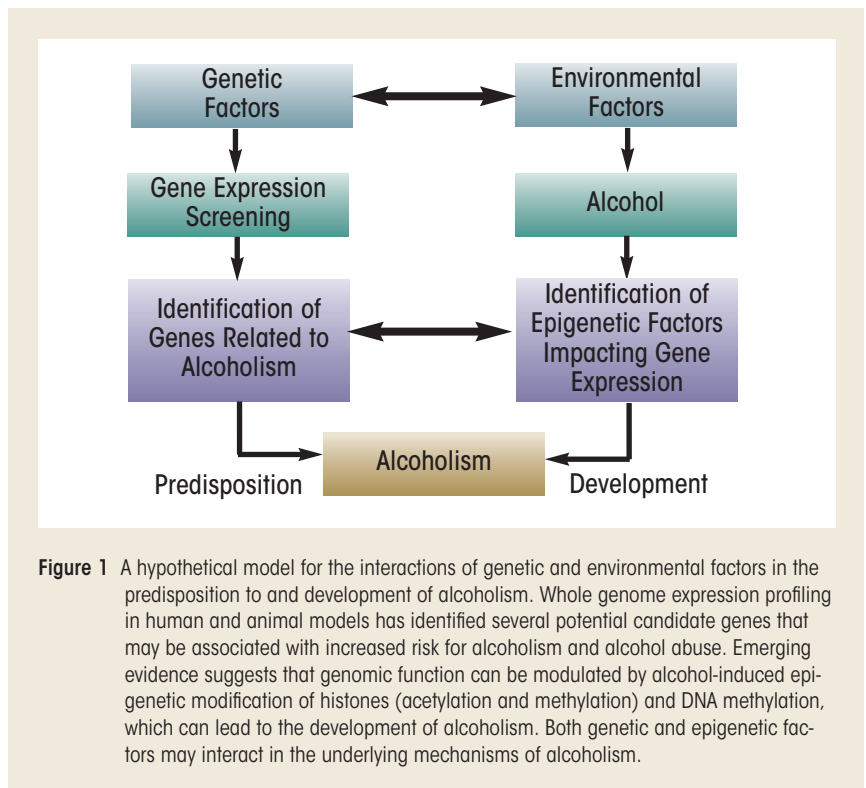 Genetic
Factors
Environmental
Factors
Gene Expression
Screening
Alcohol
Identification of
Genes Related to
Alcoholism
Identification of
Epigenetic Factors
Impacting Gene
Expression
Alcoholism
Predisposition
Development
Figure 1 A hypothetical model for the interactions of genetic and environmental factors in the
predisposition to and development of alcoholism. Whole genome expression profiling
in human and animal models has identified several potential candidate genes that
may be associated with increased risk for alcoholism and alcohol abuse. Emerging
evidence suggests that genomic function can be modulated by alcohol-induced epi-
genetic modification of histones (acetylation and methylation) and DNA methylation,
which can lead to the development of alcoholism. Both genetic and epigenetic fac-
tors may interact in the underlying mechanisms of alcoholism.